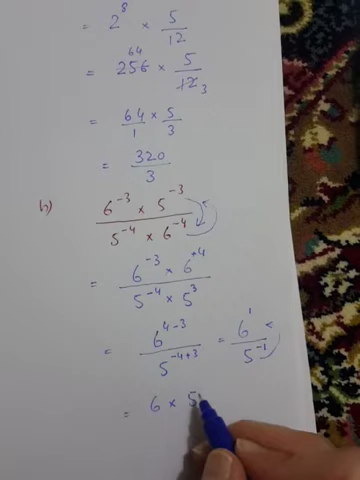 = 2^8 × 5/12
= 256^64 × 5/12 3
= 64/1 × 5/3
= 320/3
b) (6^-3 × 5^-3)/(5^-4 × 6^-4)
= (6^-3 × 6^+4)/(5^-4 × 5^3)
= 6^(4-3)/5^(-4+3) = 6^1/5^-1
= 6 × 5